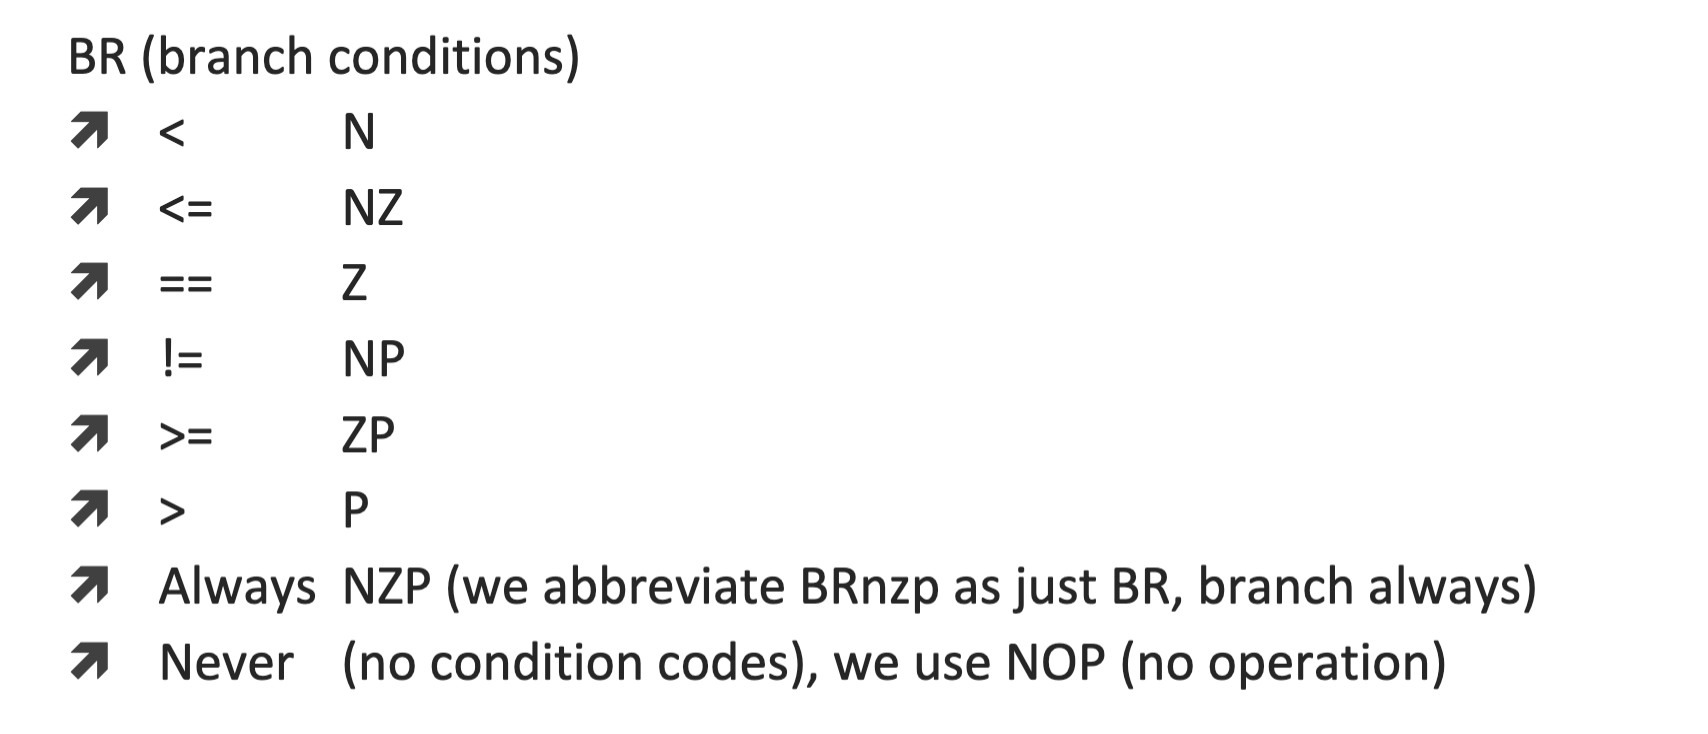 BR (branch conditions)
< N
<= NZ
== Z
!= NP
>= ZP
> P
Always NZP (we abbreviate BRnzp as just BR, branch always)
Never (no condition codes), we use NOP (no operation)